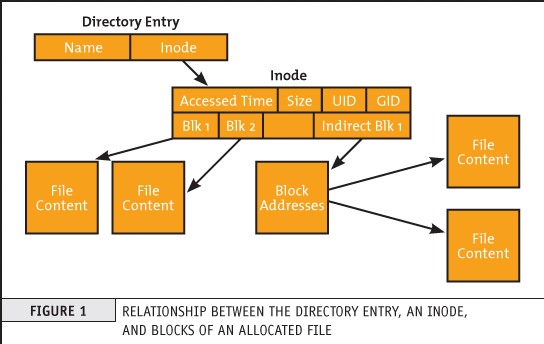 Directory Entry
Name Inode
Inode
Accessed Time Size UID GID
Blk 1 Blk 2 Indirect Blk 1
File
Content
File
Content
Block
Addresses
File
Content
File
Content
FIGURE 1 RELATIONSHIP BETWEEN THE DIRECTORY ENTRY, AN INODE,
AND BLOCKS OF AN ALLOCATED FILE